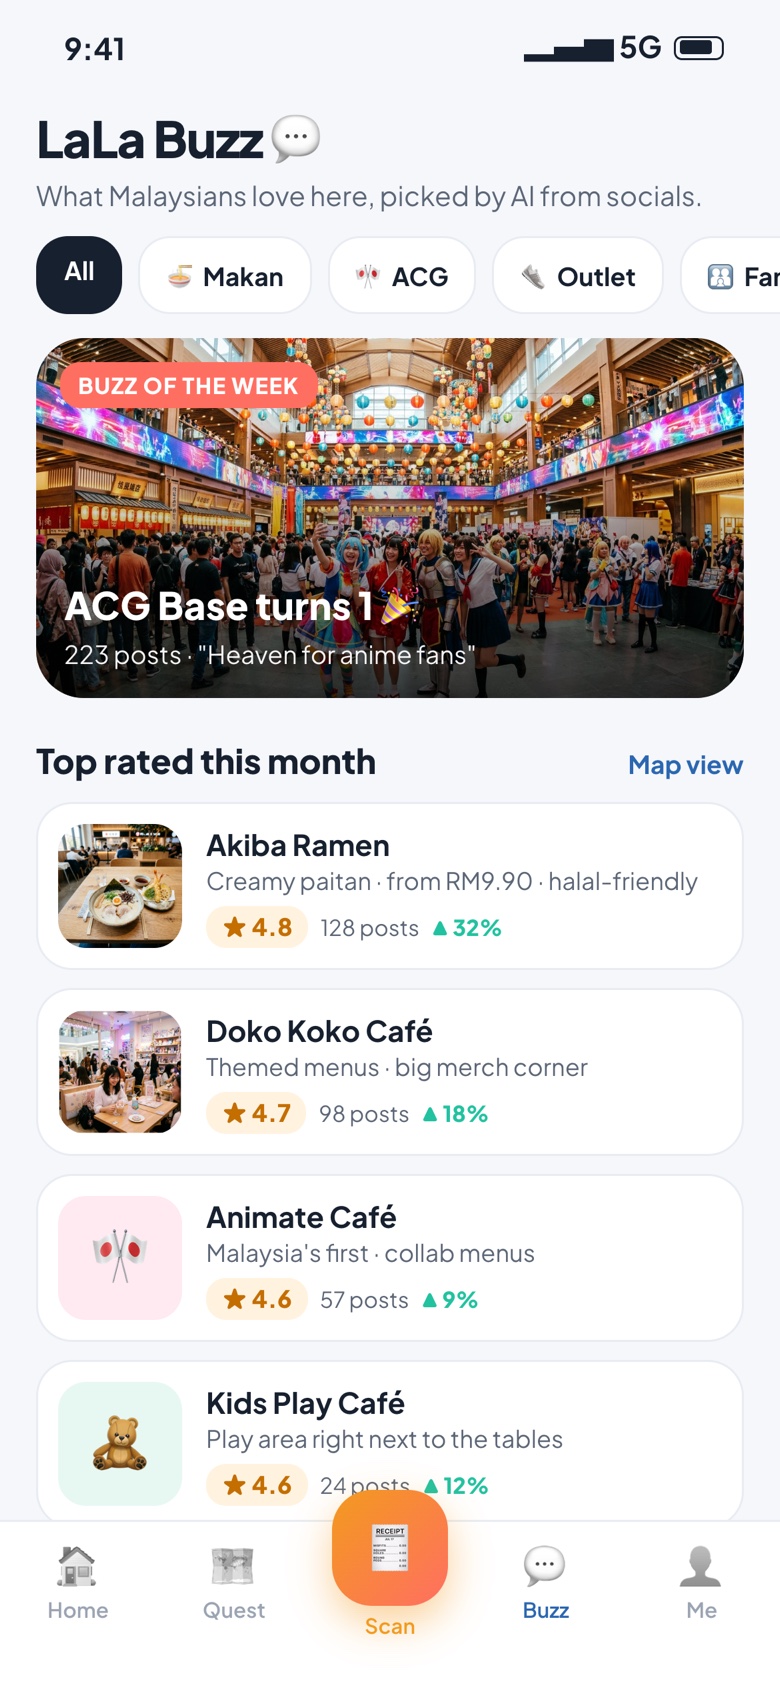 9:41
5G
LaLa Buzz
What Malaysians love here, picked by AI from socials.
All
Makan
ACG
Outlet
Far
BUZZ OF THE WEEK
ACG Base turns 1
223 posts · "Heaven for anime fans"
Top rated this month
Map view
Akiba Ramen
Creamy paitan · from RM9.90 · halal-friendly
★ 4.8 128 posts ▲ 32%
Doko Koko Café
Themed menus · big merch corner
★ 4.7 98 posts ▲ 18%
Animate Café
Malaysia's first · collab menus
★ 4.6 57 posts ▲ 9%
Kids Play Café
Play area right next to the tables
★ 4.6 24 posts ▲ 12%
RECEIPT
Home
Quest
Scan
Buzz
Me